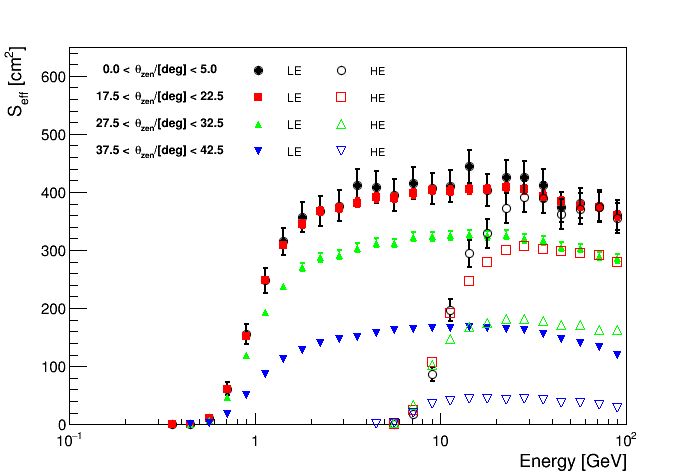 S_eff [cm²]
600
500
400
300
200
100
0
0.0 < θ_zen/[deg] < 5.0 LE HE
17.5 < θ_zen/[deg] < 22.5 LE HE
27.5 < θ_zen/[deg] < 32.5 LE HE
37.5 < θ_zen/[deg] < 42.5 LE HE
10⁻¹ 1 10 10²
Energy [GeV]